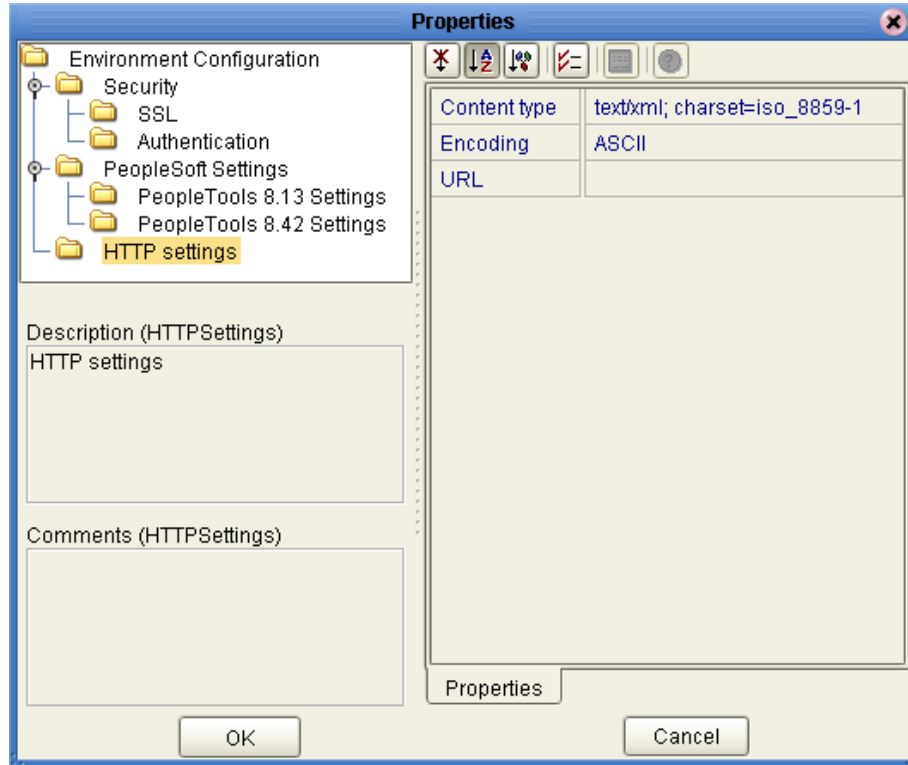 Properties
Environment Configuration
Security
SSL
Authentication
PeopleSoft Settings
PeopleTools 8.13 Settings
PeopleTools 8.42 Settings
HTTP settings
Description (HTTPSettings)
HTTP settings
Comments (HTTPSettings)
OK
Content type text/xml; charset=iso_8859-1
Encoding ASCII
URL
Properties
Cancel